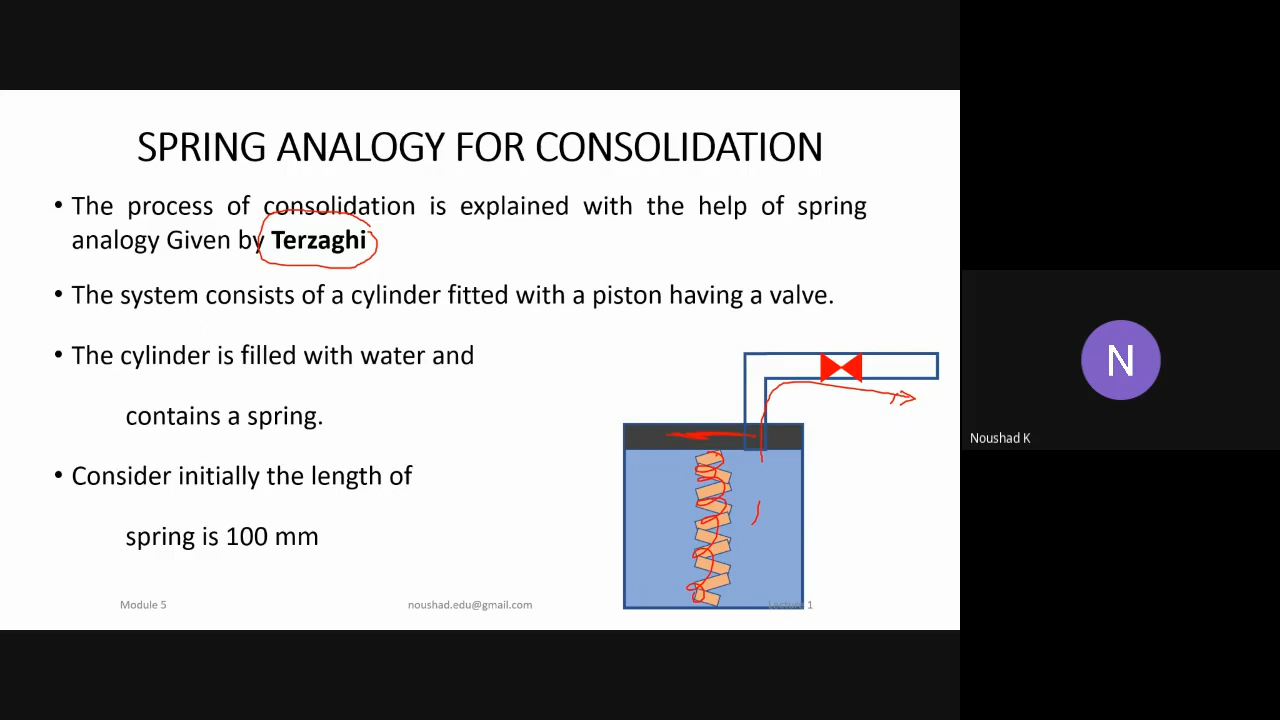 SPRING ANALOGY FOR CONSOLIDATION
• The process of consolidation is explained with the help of spring
analogy Given by Terzaghi
• The system consists of a cylinder fitted with a piston having a valve.
• The cylinder is filled with water and
contains a spring.
• Consider initially the length of
spring is 100 mm
Module 5
noushad.edu@gmail.com
Lecture 1
N
Noushad K